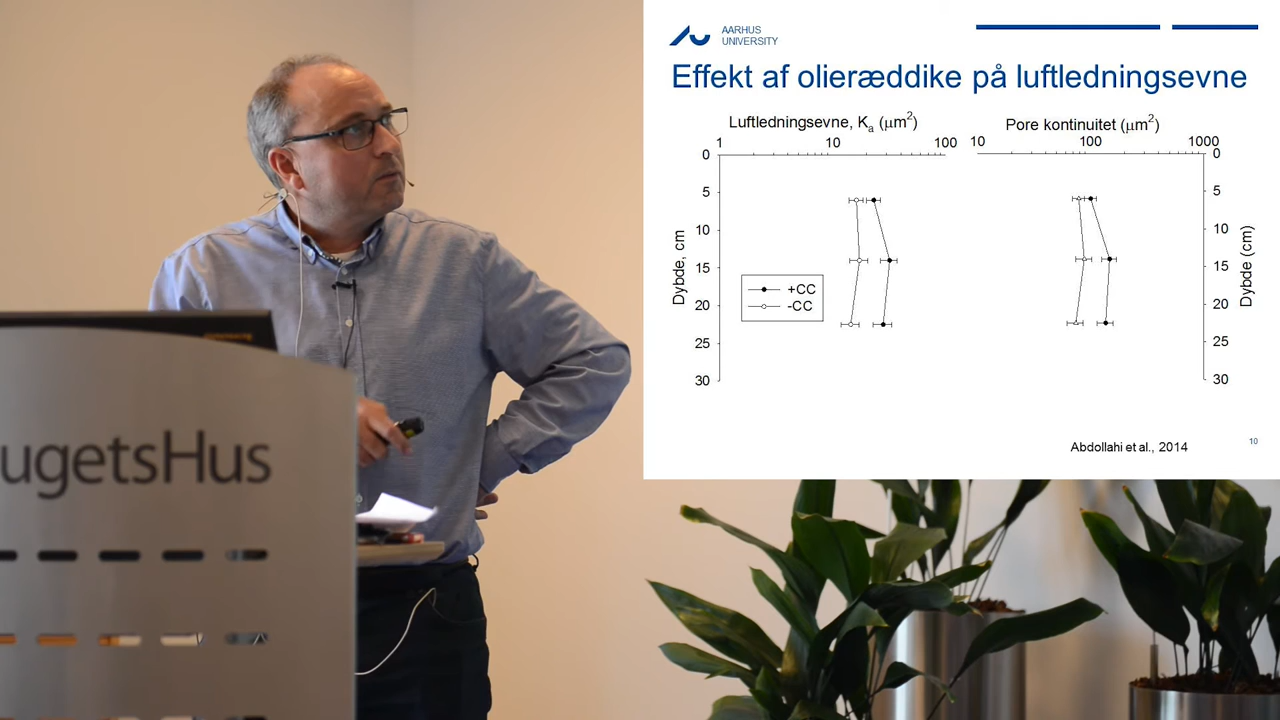 AARHUS
UNIVERSITY
Effekt af olieræddike på luftledningsevne
Luftledningsevne, Ka (μm2)
1 10 100
0
5
10
15
20
25
30
Dybde, cm
+CC
-CC
Pore kontinuitet (μm2)
10 100 1000
0
5
10
15
20
25
30
Dybde (cm)
Abdollahi et al., 2014
10
ugetsHus